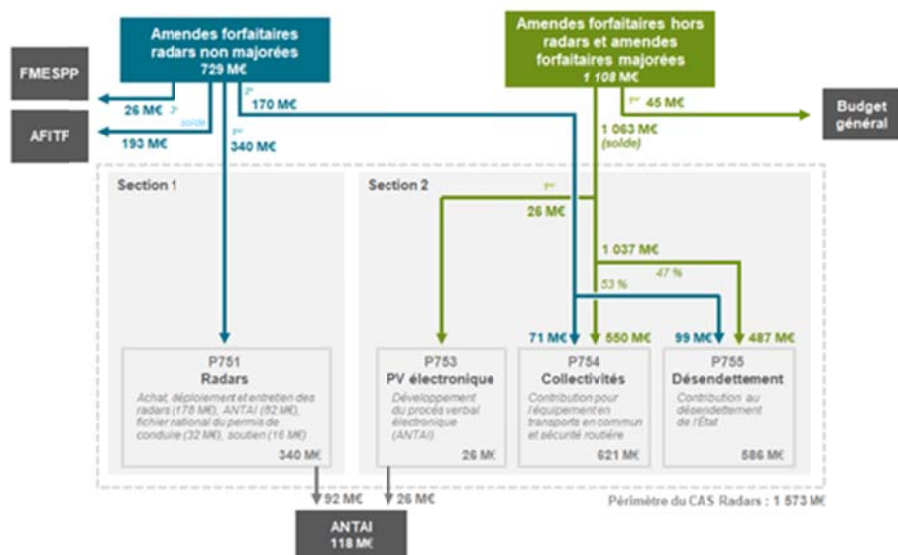 Amendes forfaitaires
radars non majorées
729 M€
Amendes forfaitaires hors
radars et amendes
forfaitaires majorées
1 108 M€
FMESPP
26 M€
3e
AFITF
solde
193 M€
2e
170 M€
1er
340 M€
1er
45 M€
Budget
général
1 063 M€
(solde)
Section 1
Section 2
1er
26 M€
1 037 M€
47 %
53 %
71 M€
550 M€
99 M€
487 M€
P751
Radars
Achat, déploiement et entretien des
radars (178 M€), ANTAI (92 M€),
fichier national du permis de
conduire (32 M€), soutien (16 M€)
340 M€
P753
PV électronique
Développement
du procès verbal
électronique
(ANTAI)
26 M€
P754
Collectivités
Contribution pour
l'équipement en
transports en commun
et sécurité routière
621 M€
P755
Désendettement
Contribution au
désendettement
de l'État
586 M€
92 M€
26 M€
Périmètre du CAS Radars : 1 573 M€
ANTAI
118 M€